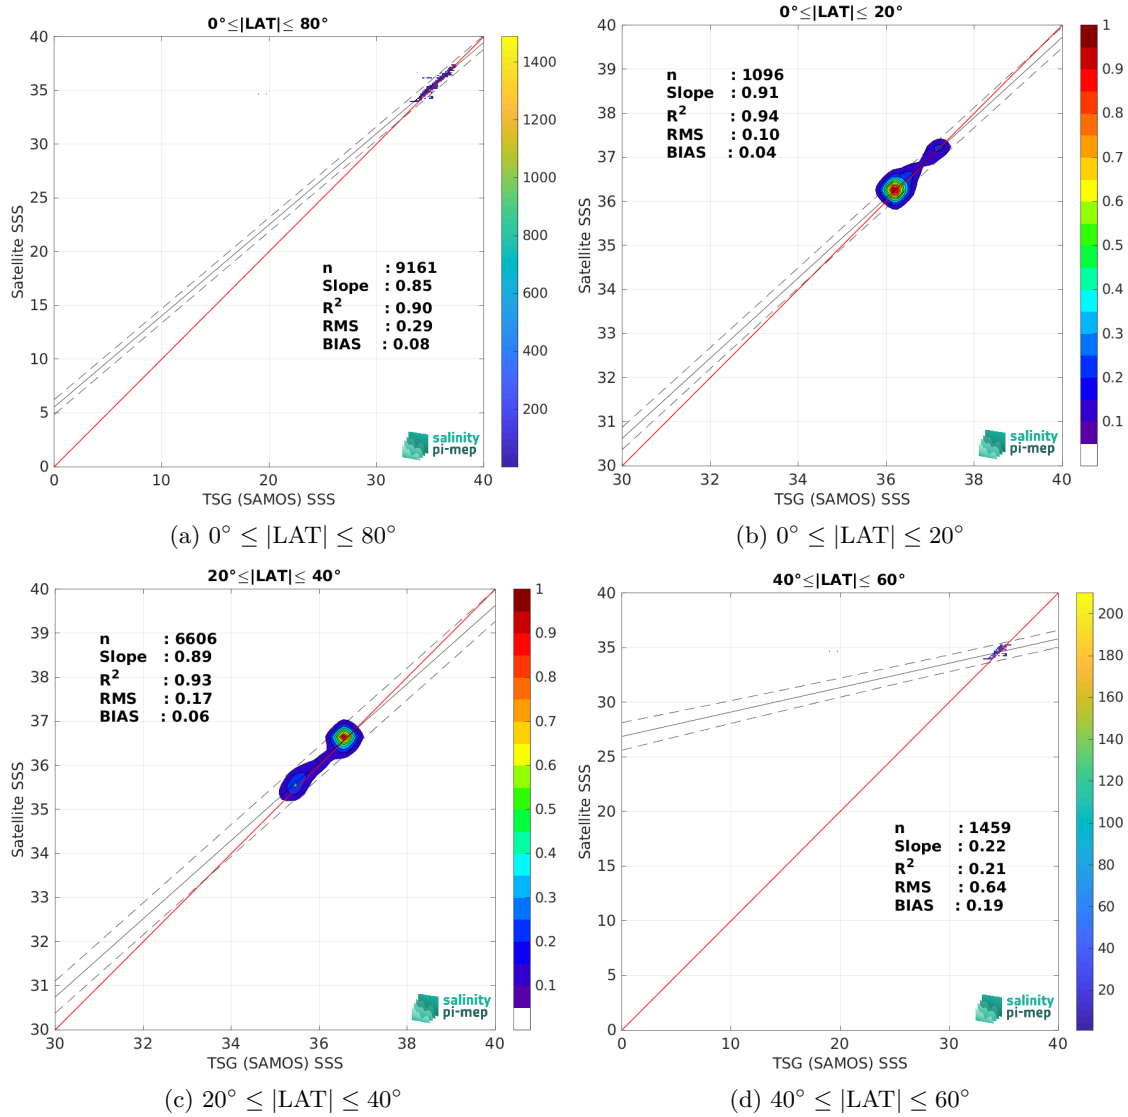 0°≤|LAT|≤ 80°
40
35
30
25
20
15
10
5
0
Satellite SSS
0
10
20
30
40
TSG (SAMOS) SSS
n : 9161
Slope : 0.85
R² : 0.90
RMS : 0.29
BIAS : 0.08
salinity
pi-mep
1400
1200
1000
800
600
400
200
(a) 0° ≤ |LAT| ≤ 80°
0°≤|LAT|≤ 20°
40
39
38
37
36
35
34
33
32
31
30
Satellite SSS
30
32
34
36
38
40
TSG (SAMOS) SSS
n : 1096
Slope : 0.91
R² : 0.94
RMS : 0.10
BIAS : 0.04
salinity
pi-mep
1
0.9
0.8
0.7
0.6
0.5
0.4
0.3
0.2
0.1
(b) 0° ≤ |LAT| ≤ 20°
20°≤|LAT|≤ 40°
40
39
38
37
36
35
34
33
32
31
30
Satellite SSS
30
32
34
36
38
40
TSG (SAMOS) SSS
n : 6606
Slope : 0.89
R² : 0.93
RMS : 0.17
BIAS : 0.06
salinity
pi-mep
1
0.9
0.8
0.7
0.6
0.5
0.4
0.3
0.2
0.1
(c) 20° ≤ |LAT| ≤ 40°
40°≤|LAT|≤ 60°
40
35
30
25
20
15
10
5
0
Satellite SSS
0
10
20
30
40
TSG (SAMOS) SSS
n : 1459
Slope : 0.22
R² : 0.21
RMS : 0.64
BIAS : 0.19
salinity
pi-mep
200
180
160
140
120
100
80
60
40
20
(d) 40° ≤ |LAT| ≤ 60°